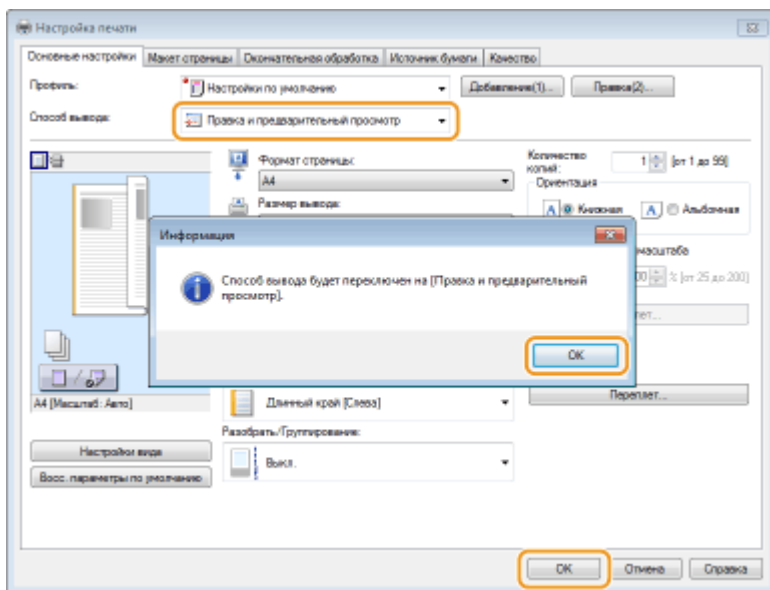 Настройка печати
Основные настройки Макет страницы Окончательная обработка Источник бумаги Качество
Профиль: Настройки по умолчанию Добавление(1)... Правка(2)...
Способ вывода: Правка и предварительный просмотр
Формат страницы:
A4
Размер вывода:
Количество копий: 1 [от 1 до 99]
Ориентация
A Книжная A Альбомная
масштаба
00 % [от 25 до 200]
Информация
Способ вывода будет переключен на [Правка и предварительный
просмотр].
OK
A4 [Масштаб: Авто]
Длинный край [Слева]
Переплет...
Разобрать/Группирование:
Выкл.
Настройки вида
Восс. параметры по умолчанию
OK Отмена Справка